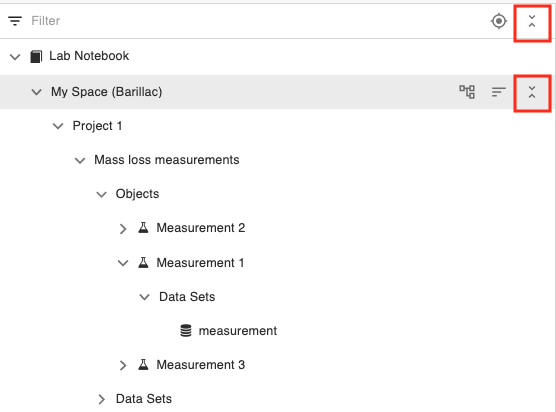 Filter
Lab Notebook
My Space (Barillac)
Project 1
Mass loss measurements
Objects
Measurement 2
Measurement 1
Data Sets
measurement
Measurement 3
Data Sets